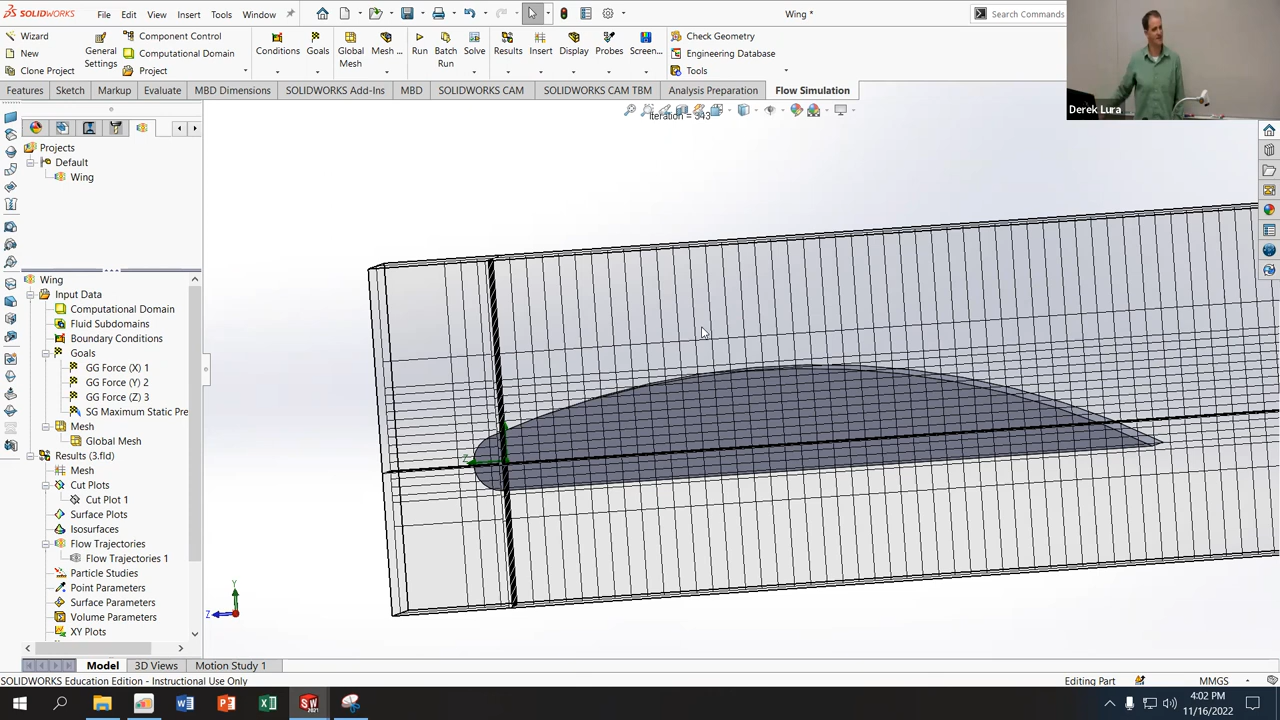 SOLIDWORKS
File
Edit
View
Insert
Tools
Window
Wing *
Search Commands
Wizard
New
Clone Project
General Settings
Component Control
Computational Domain
Project
Conditions
Goals
Global Mesh
Mesh ...
Run
Batch Run
Solve
Results
Insert
Display
Probes
Screen...
Check Geometry
Engineering Database
Tools
Features
Sketch
Markup
Evaluate
MBD Dimensions
SOLIDWORKS Add-Ins
MBD
SOLIDWORKS CAM
SOLIDWORKS CAM TBM
Analysis Preparation
Flow Simulation
Derek Lura
Iteration = 343
Projects
Default
Wing
Wing
Input Data
Computational Domain
Fluid Subdomains
Boundary Conditions
Goals
GG Force (X) 1
GG Force (Y) 2
GG Force (Z) 3
SG Maximum Static Pre
Mesh
Global Mesh
Results (3.fld)
Mesh
Cut Plots
Cut Plot 1
Surface Plots
Isosurfaces
Flow Trajectories
Flow Trajectories 1
Particle Studies
Point Parameters
Surface Parameters
Volume Parameters
XY Plots
Z
Y
Z
Model
3D Views
Motion Study 1
SOLIDWORKS Education Edition - Instructional Use Only
Editing Part
MMGS
4:02 PM
11/16/2022